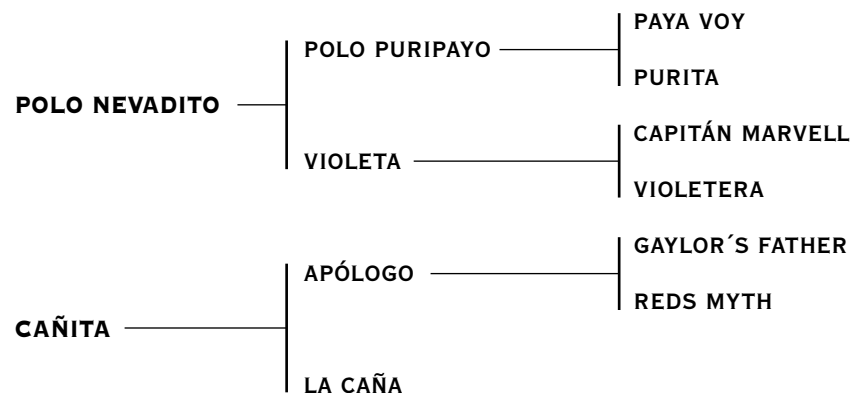 PAYA VOY
POLO PURIPAYO
PURITA
POLO NEVADITO
CAPITÁN MARVELL
VIOLETA
VIOLETERA
GAYLOR´S FATHER
APÓLOGO
REDS MYTH
CAÑITA
LA CAÑA